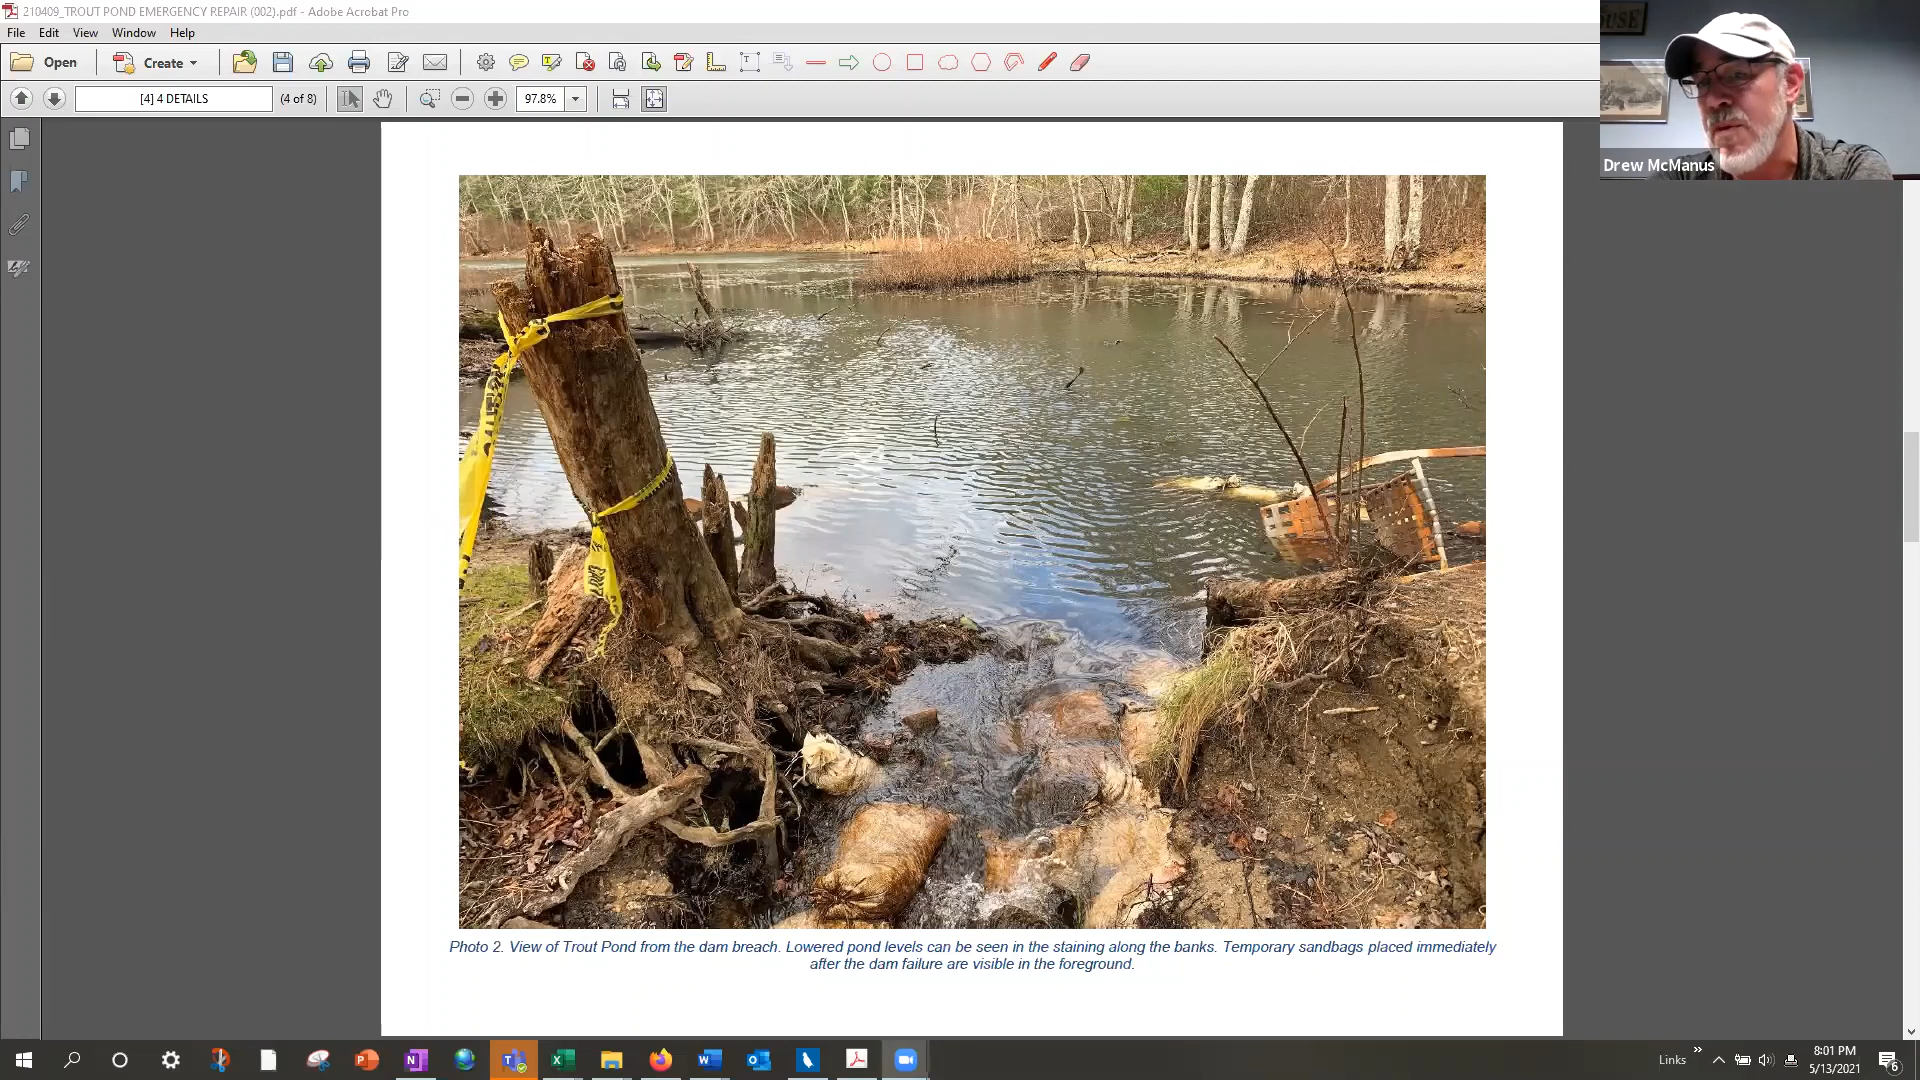 210409_TROUT POND EMERGENCY REPAIR (002).pdf - Adobe Acrobat Pro
File Edit View Window Help
Open
Create
[4] 4 DETAILS
(4 of 8)
97.8%
Drew McManus
Photo 2. View of Trout Pond from the dam breach. Lowered pond levels can be seen in the staining along the banks. Temporary sandbags placed immediately
after the dam failure are visible in the foreground.
Links
8:01 PM
5/13/2021
6